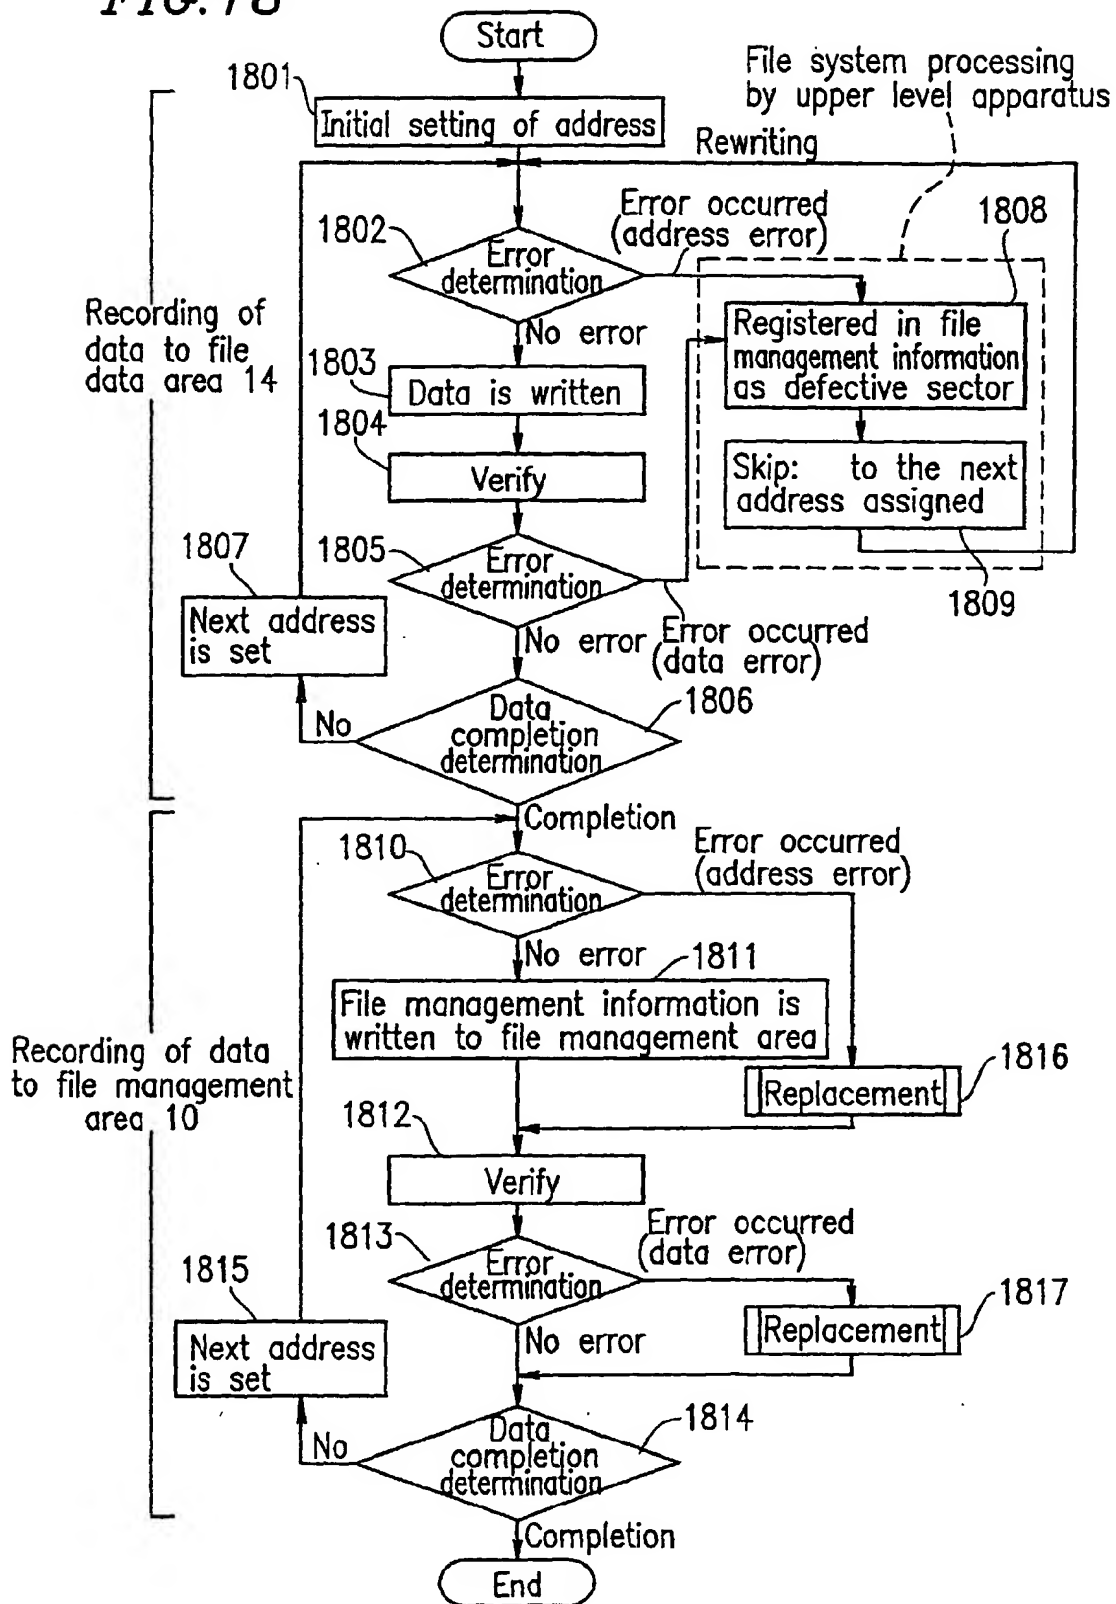 FIG. 18
Start
1801
Initial setting of address
File system processing
by upper level apparatus
Rewriting
1802
Error
determination
Error occurred
(address error)
1808
Recording of
data to file
data area 14
No error
Registered in file
management information
as defective sector
1803
Data is written
1804
Verify
Skip: to the next
address assigned
1805
Error
determination
1809
1807
Next address
is set
No error
Error occurred
(data error)
1806
No
Data
completion
determination
Completion
1810
Error
determination
Error occurred
(address error)
No error
1811
File management information is
written to file management area
Recording of data
to file management
area 10
1816
Replacement
1812
Verify
1813
Error
determination
Error occurred
(data error)
1815
Next address
is set
1817
Replacement
No error
1814
No
Data
completion
determination
Completion
End